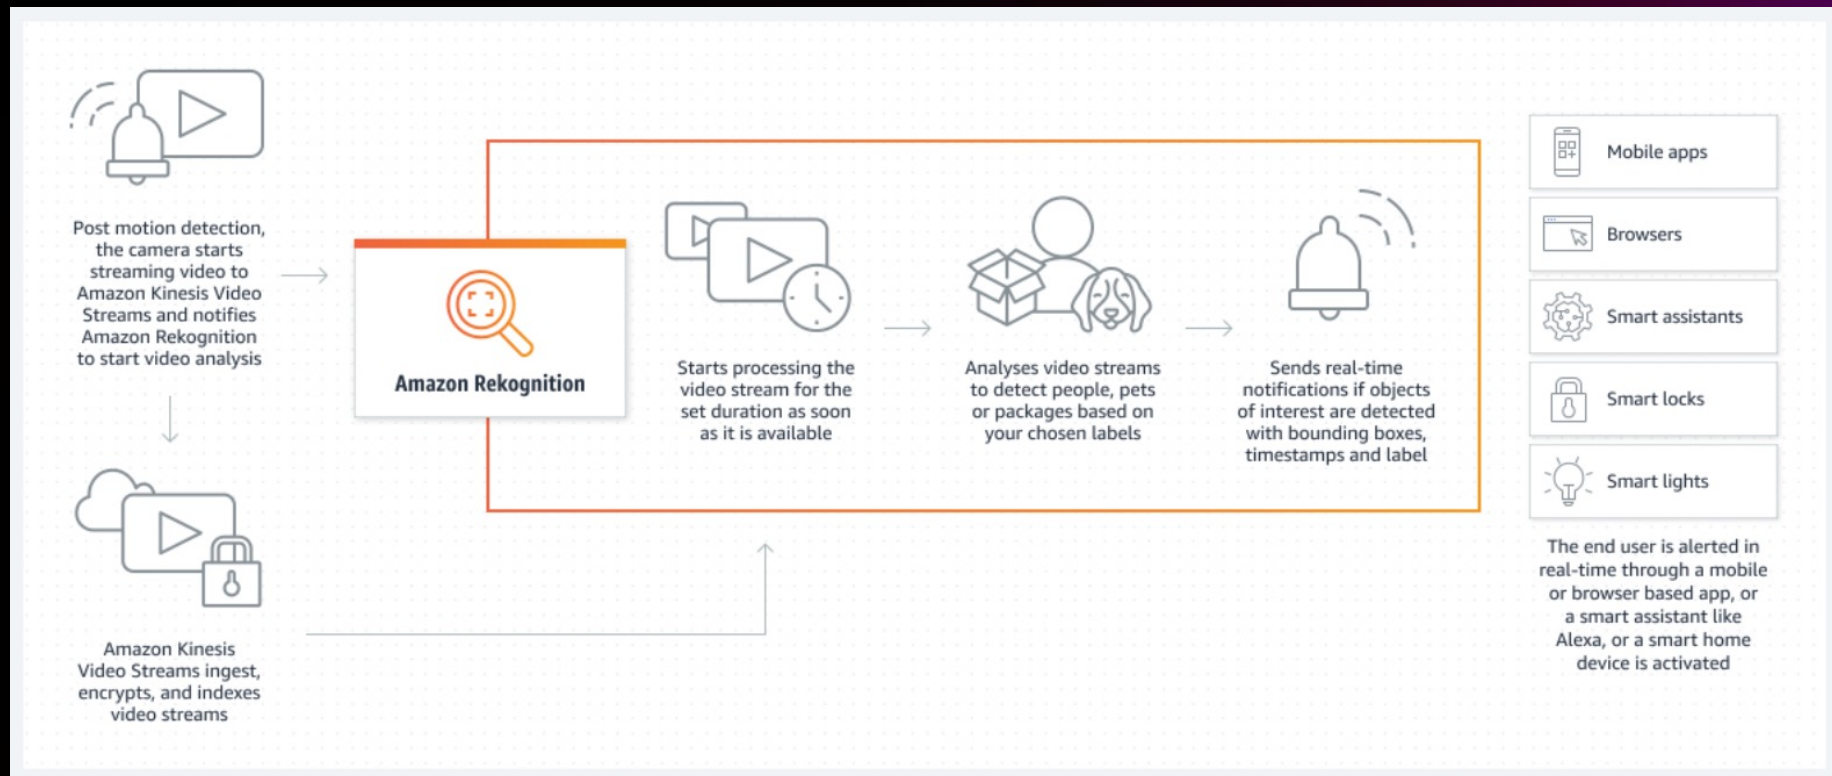 Post motion detection,
the camera starts
streaming video to
Amazon Kinesis Video
Streams and notifies
Amazon Rekognition
to start video analysis
Amazon Kinesis
Video Streams ingest,
encrypts, and indexes
video streams
Amazon Rekognition
Starts processing the
video stream for the
set duration as soon
as it is available
Analyses video streams
to detect people, pets
or packages based on
your chosen labels
Sends real-time
notifications if objects
of interest are detected
with bounding boxes,
timestamps and label
Mobile apps
Browsers
Smart assistants
Smart locks
Smart lights
The end user is alerted in
real-time through a mobile
or browser based app, or
a smart assistant like
Alexa, or a smart home
device is activated